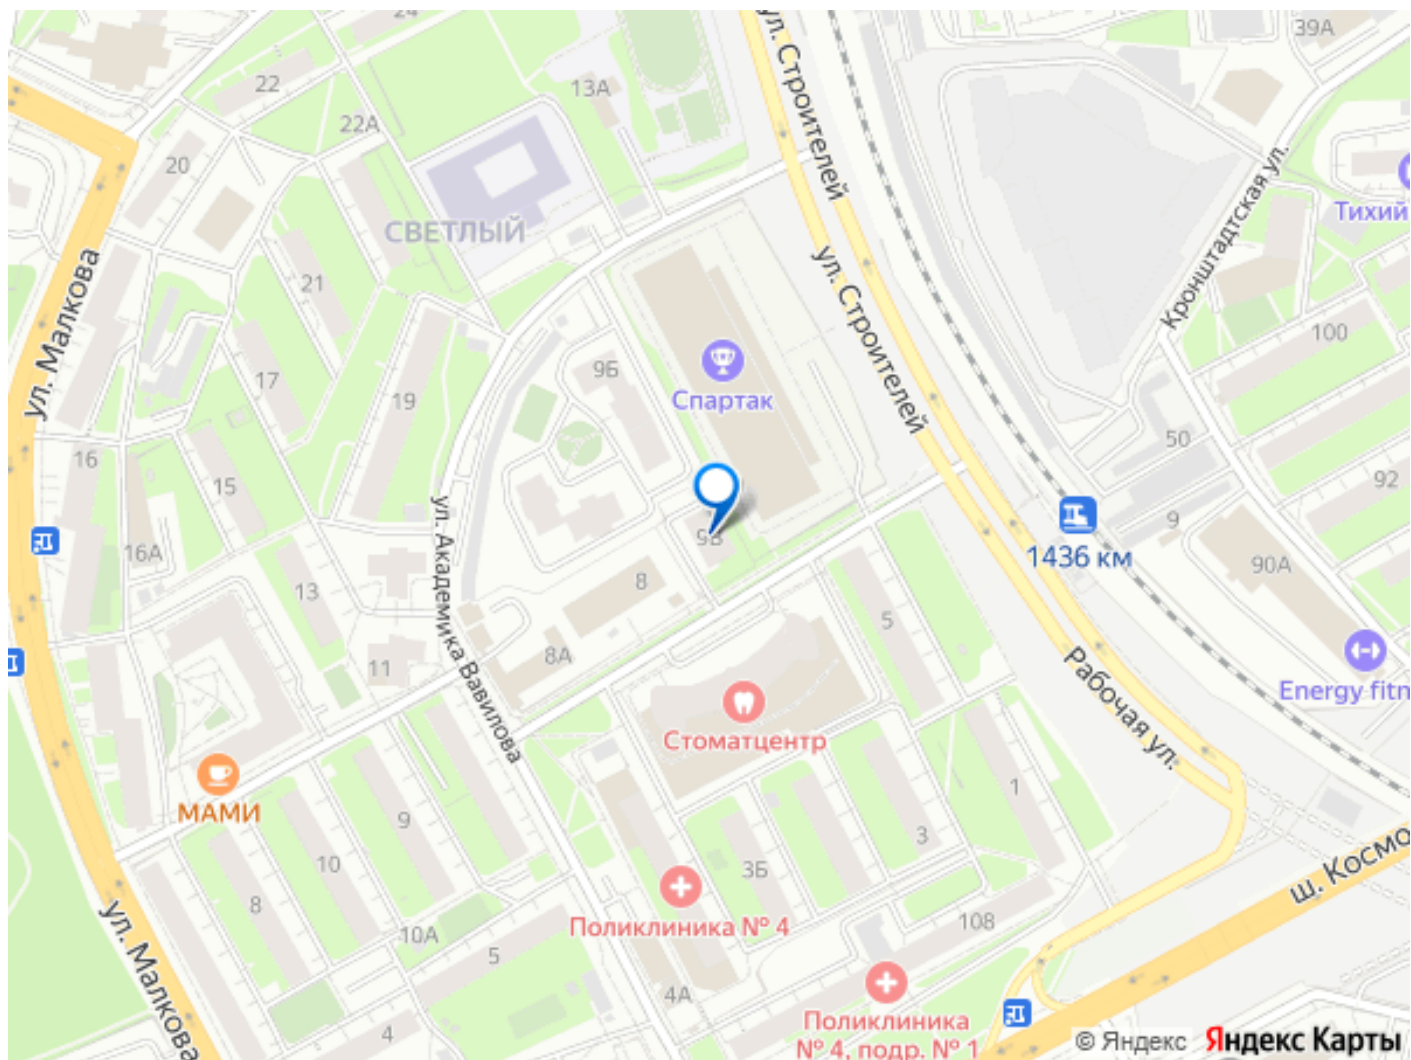 24
ул. Строителей
39А
22
13А
22А
20
Кронштадтская ул.
Тихий
СВЕТЛЫЙ
ул. Малкова
21
ул. Строителей
100
9Б
17
19
Спартак
16
50
15
92
ул. Академика Вавилова
9
1436 км
9В
16А
90А
8
13
5
8А
11
Рабочая ул.
Energy fitn
Стоматцентр
МАМИ
1
9
3
10
3Б
ш. Космо
8
Поликлиника № 4
108
ул. Малкова
10А
5
4А
Поликлиника
№ 4, подр. № 1
4
© Яндекс Яндекс Карты